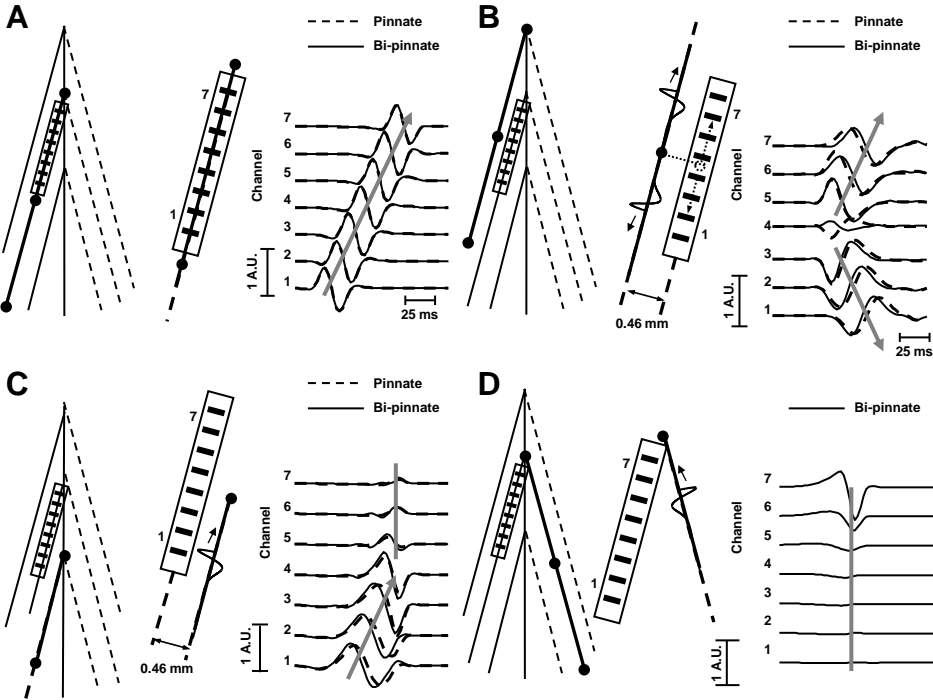 A
Pinnate
Bi-pinnate
7
1
Channel
7
6
5
4
3
2
1
1 A.U.
25 ms
B
Pinnate
Bi-pinnate
7
1
0.46 mm
Channel
7
6
5
4
3
2
1
1 A.U.
25 ms
C
Pinnate
Bi-pinnate
7
1
0.46 mm
Channel
7
6
5
4
3
2
1
1 A.U.
D
Bi-pinnate
7
1
Channel
7
6
5
4
3
2
1
1 A.U.